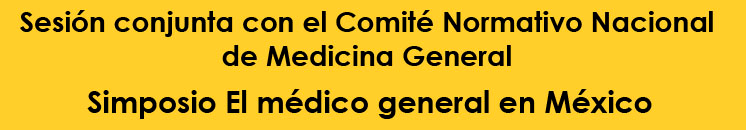 Sesión conjunta con el Comité Normativo Nacional
de Medicina General
Simposio El médico general en México